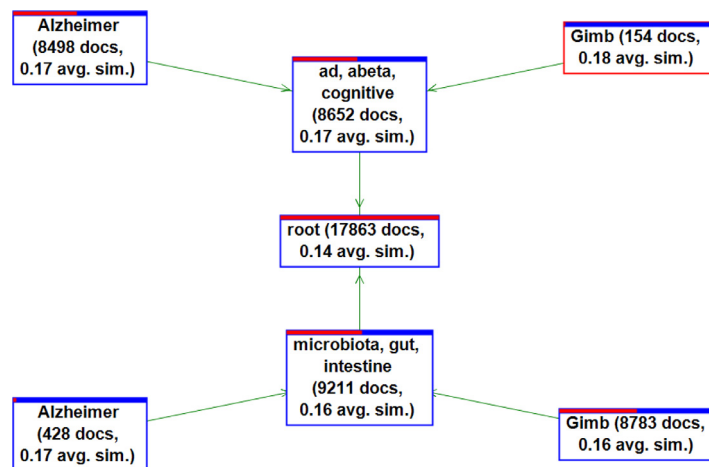 Alzheimer
(8498 docs,
0.17 avg. sim.)
Gimb (154 docs,
0.18 avg. sim.)
ad, abeta,
cognitive
(8652 docs,
0.17 avg. sim.)
root (17863 docs,
0.14 avg. sim.)
microbiota, gut,
intestine
(9211 docs,
0.16 avg. sim.)
Alzheimer
(428 docs,
0.17 avg. sim.)
Gimb (8783 docs,
0.16 avg. sim.)